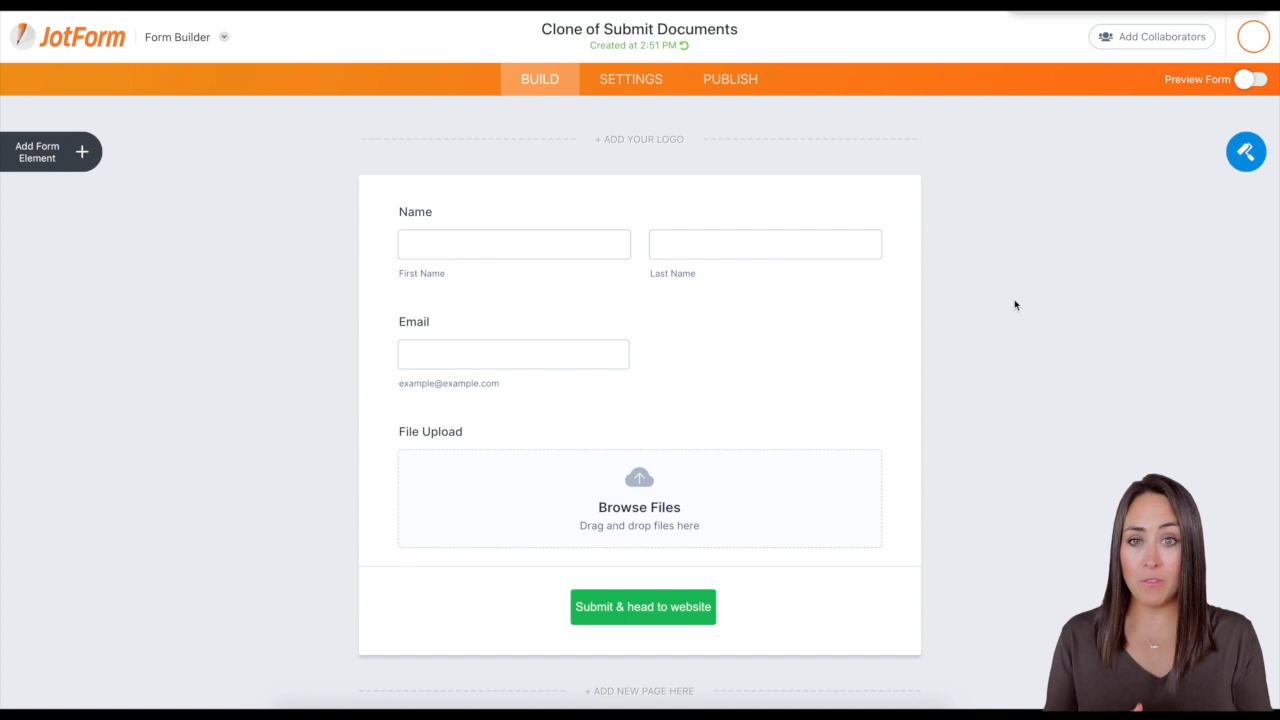 JotForm
Form Builder
Clone of Submit Documents
Created at 2:51 PM
Add Collaborators
BUILD
SETTINGS
PUBLISH
Preview Form
Add Form
Element
+ ADD YOUR LOGO
Name
First Name
Last Name
Email
example@example.com
File Upload
Browse Files
Drag and drop files here
Submit & head to website
+ ADD NEW PAGE HERE